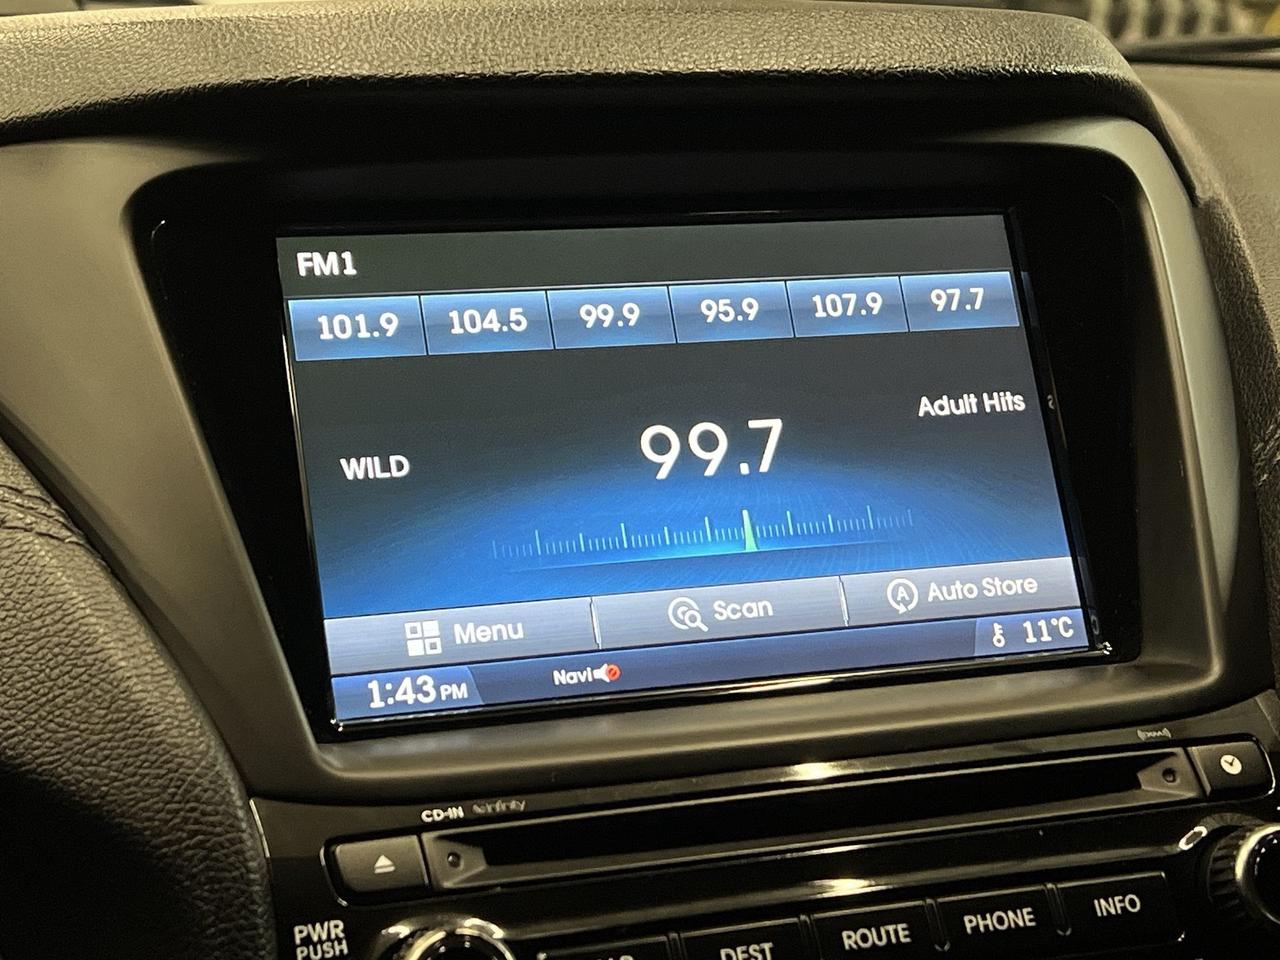 FM1
101.9 104.5 99.9 95.9 107.9 97.7
Adult Hits
WILD 99.7
Menu Scan Auto Store
1:43 PM Navi 11°C
CD-IN infinity
PWR
PUSH
DEST ROUTE PHONE INFO